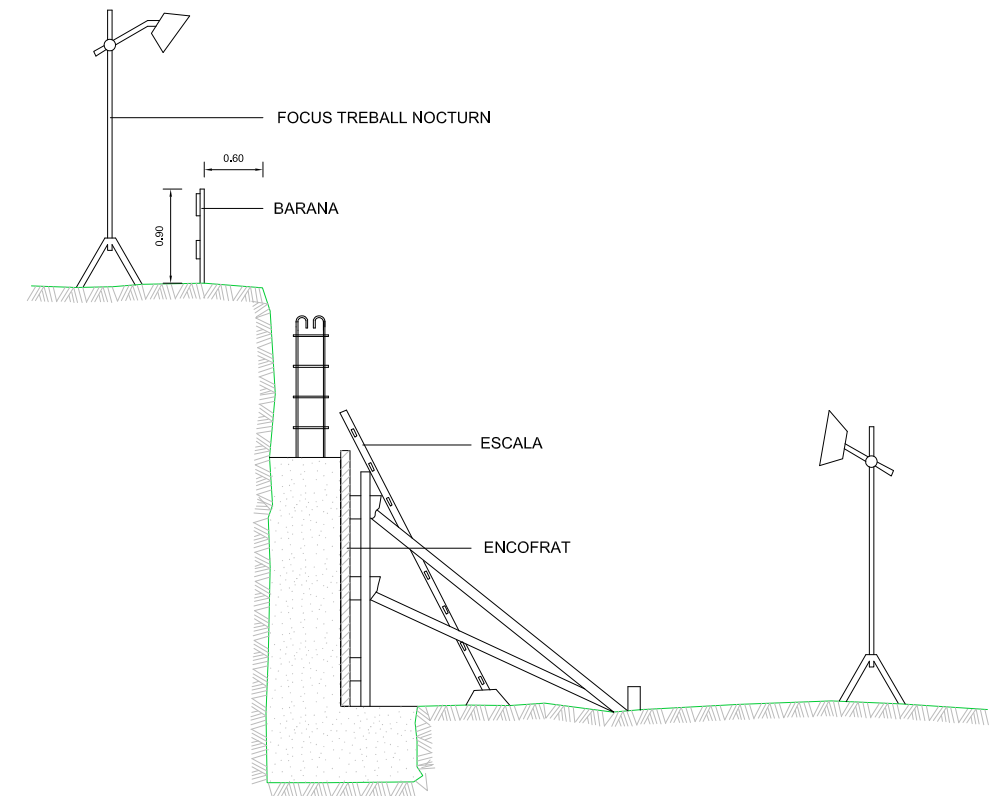 FOCUS TREBALL NOCTURN
0.60
BARANA
0.90
ESCALA
ENCOFRAT